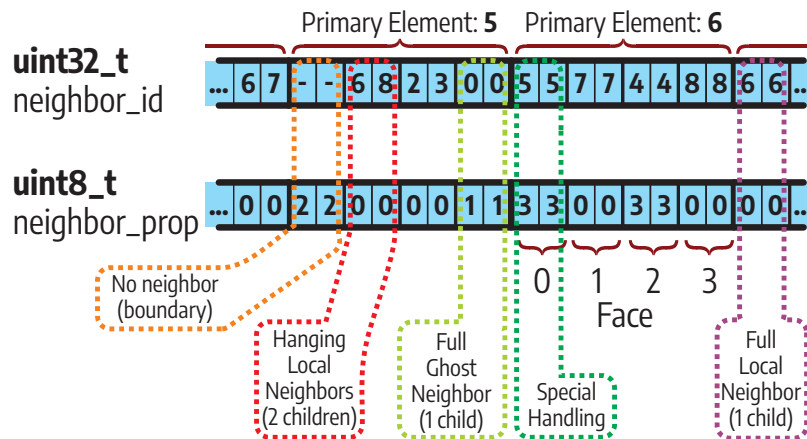 Primary Element: 5 Primary Element: 6
uint32_t
neighbor_id
... 6 7 - - 6 8 2 3 0 0 5 5 7 7 4 4 8 8 6 6 ..
uint8_t
neighbor_prop
... 0 0 2 2 0 0 0 0 1 1 3 3 0 0 3 3 0 0 0 0 ..
0 1 2 3
Face
No neighbor
(boundary)
Hanging
Local
Neighbors
(2 children)
Full
Ghost
Neighbor
(1 child)
Special
Handling
Full
Local
Neighbor
(1 child)